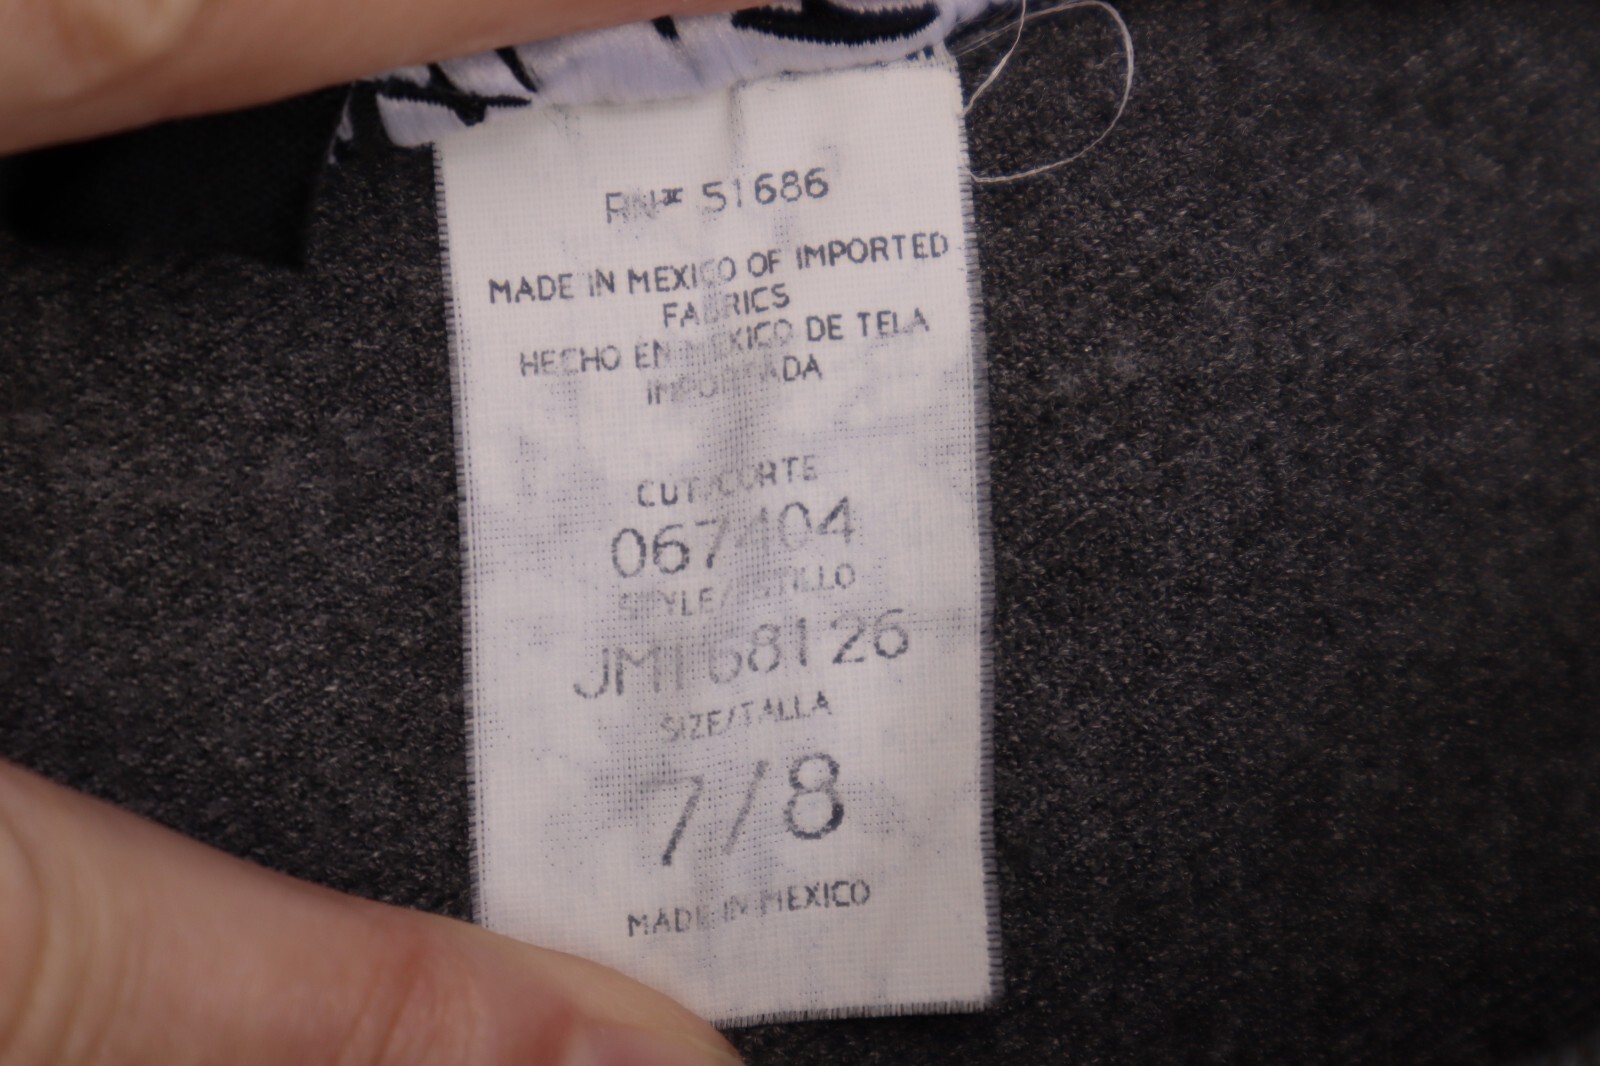 RN# 51686
MADE IN MEXICO OF IMPORTED
FABRICS
HECHO EN MEXICO DE TELA
IMPORTADA
CUT/CORTE
067404
STYLE/ESTILLO
JM168126
SIZE/TALLA
7/8
MADE IN MEXICO